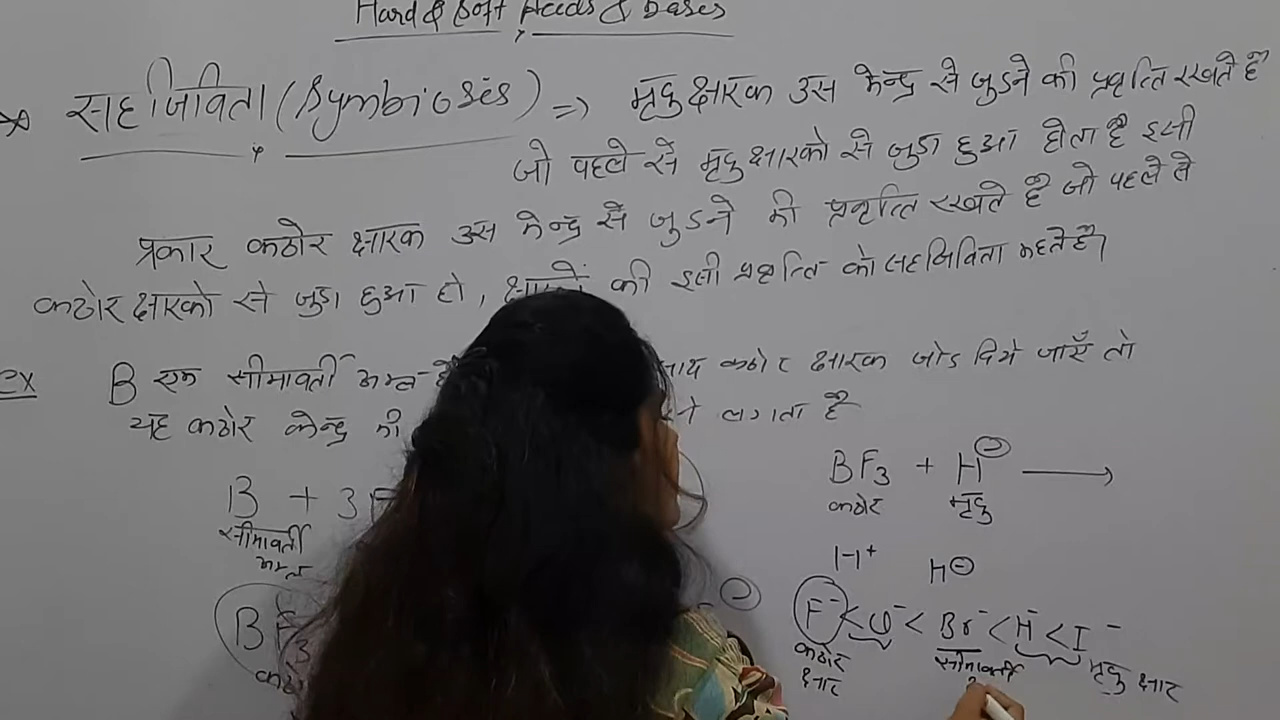 Hard & Soft Acids & Bases
सहजिविता (Symbiosis) => मृदु क्षारक उस केन्द्र से जुडने की प्रवृत्ति रखते है
जो पहले से मृदु क्षारको से जुडा हुआ होता है इसी
प्रकार कठोर क्षारक उस केन्द्र से जुडने की प्रवृत्ति रखते है जो पहले से
कठोर क्षारको से जुडा हुआ हो, क्षारकों की इसी प्रवृत्ति को सहजिविता कहते है।
ex B एक सीमावर्ती अम्ल है कठोर क्षारक जोड दिये जाएँ तो
यह कठोर केन्द्र की लगता है
B + 3F
सीमावर्ती
अम्ल
BF3 + H⊖ ⟶
कठोर मृदु
H+ H⊖
BF3 ⊖
F- < Cl- < Br- < H- < I-
कठोर क्षार सीमावर्ती मृदु क्षार